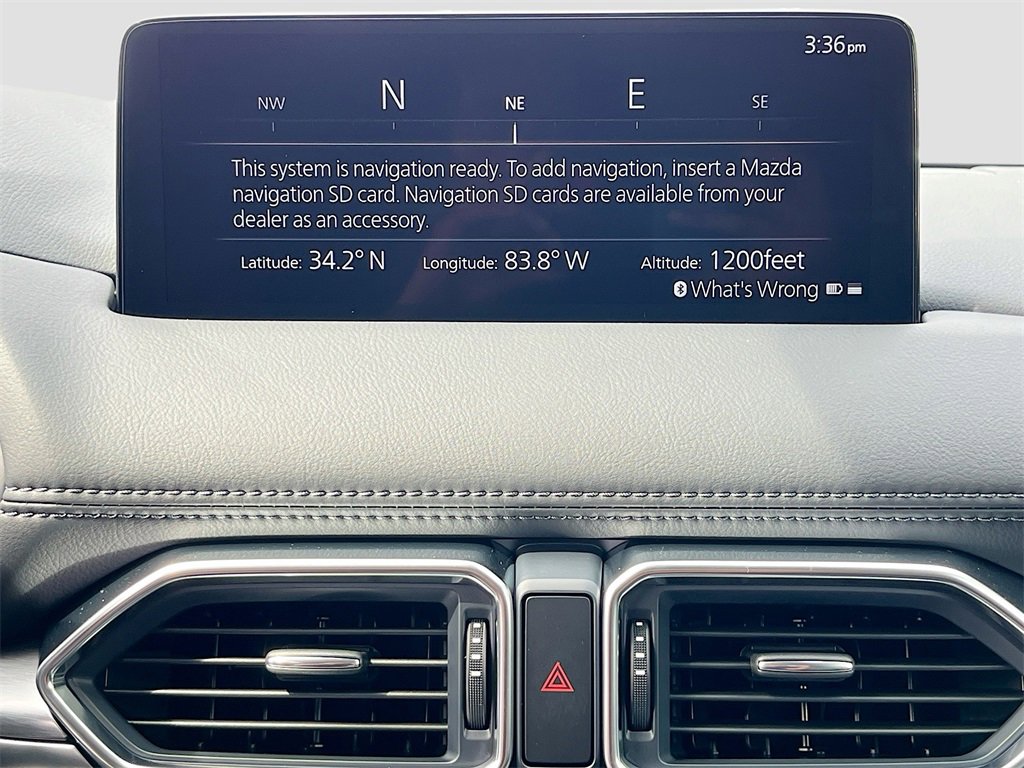 3:36pm
NW N NE E SE
This system is navigation ready. To add navigation, insert a Mazda
navigation SD card. Navigation SD cards are available from your
dealer as an accessory.
Latitude: 34.2° N Longitude: 83.8° W Altitude: 1200feet
What's Wrong